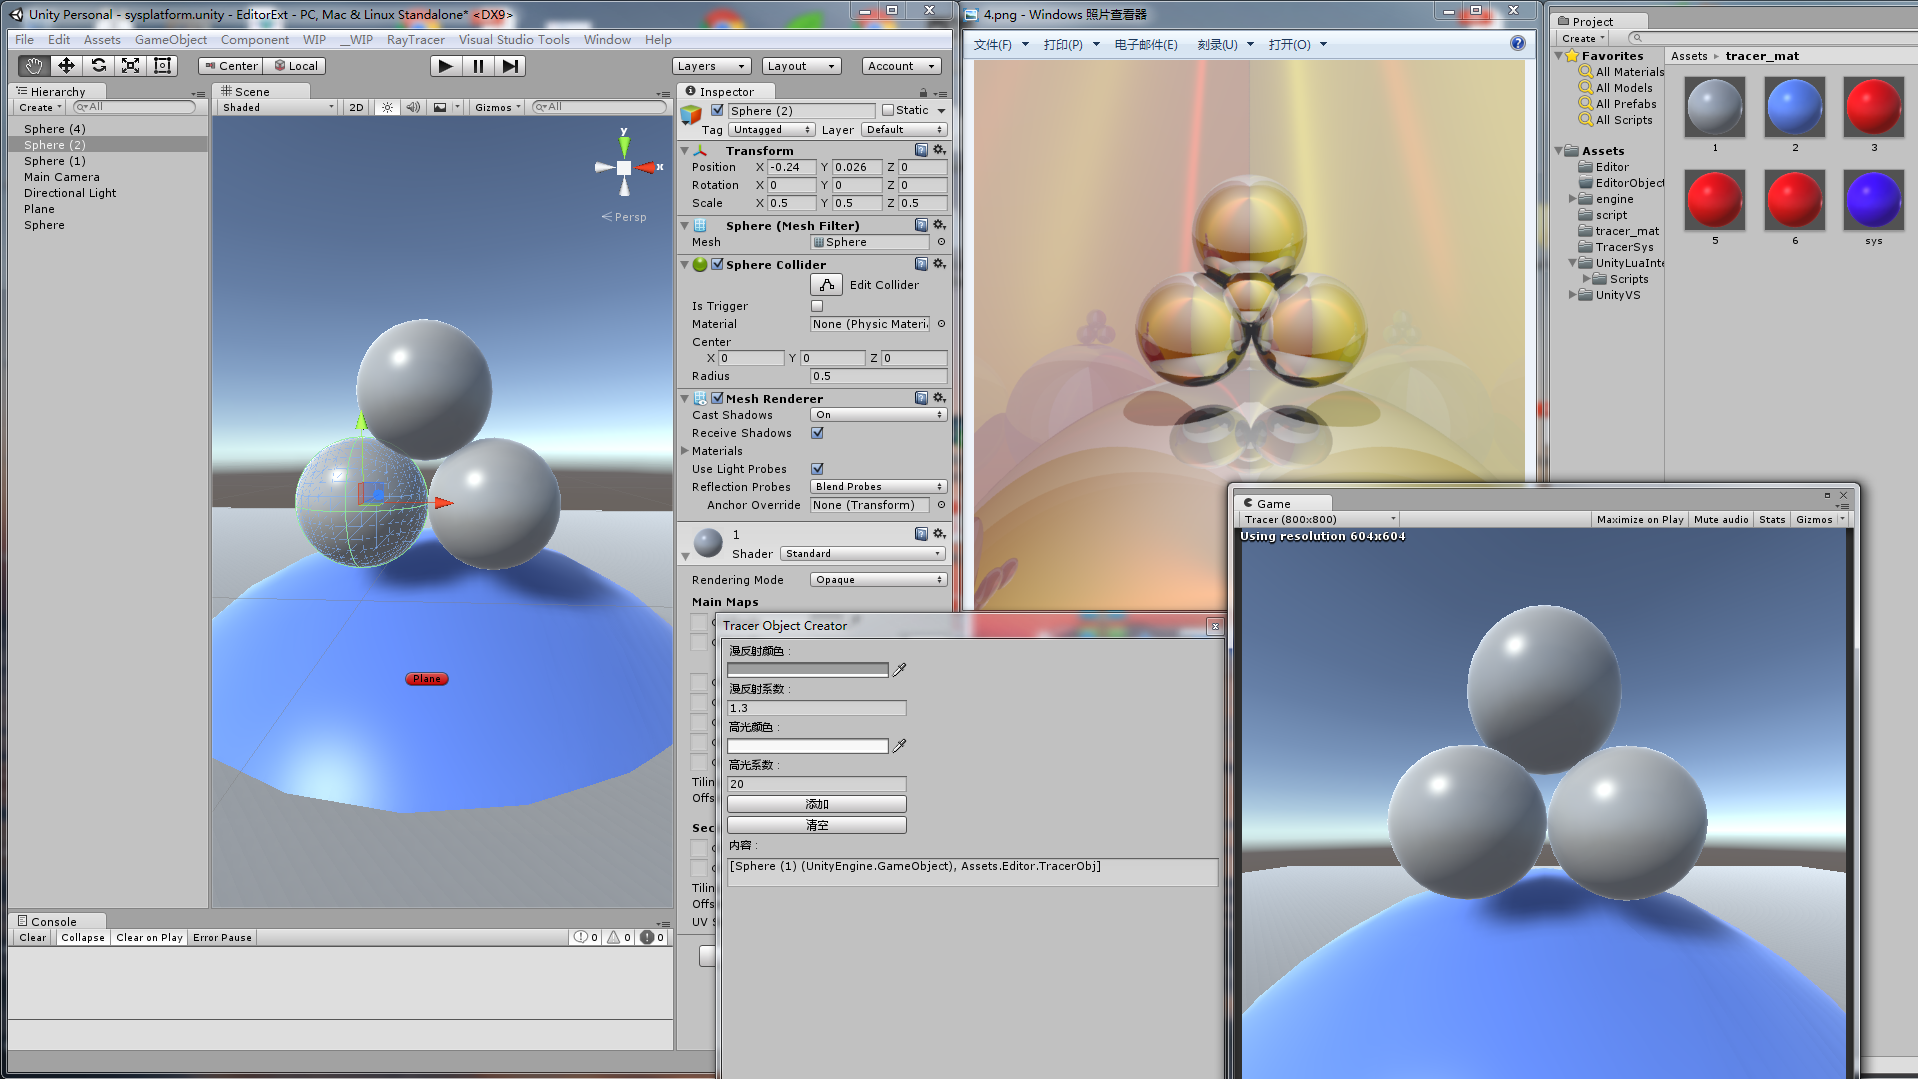 Unity Personal - sysplatform.unity - EditorExt - PC, Mac & Linux Standalone* <DX9>
File Edit Assets GameObject Component WIP __WIP RayTracer Visual Studio Tools Window Help
Center Local
Layers Layout Account
Hierarchy
Create All
Sphere (4)
Sphere (2)
Sphere (1)
Main Camera
Directional Light
Plane
Sphere
Scene
Shaded 2D Gizmos All
y
x
Persp
Plane
Console
Clear Collapse Clear on Play Error Pause 0 0 0
Inspector
Sphere (2) Static
Tag Untagged Layer Default
Transform
Position X -0.24 Y 0.026 Z 0
Rotation X 0 Y 0 Z 0
Scale X 0.5 Y 0.5 Z 0.5
Sphere (Mesh Filter)
Mesh Sphere
Sphere Collider
Edit Collider
Is Trigger
Material None (Physic Materi
Center
X 0 Y 0 Z 0
Radius 0.5
Mesh Renderer
Cast Shadows On
Receive Shadows
Materials
Use Light Probes
Reflection Probes Blend Probes
Anchor Override None (Transform)
1
Shader Standard
Rendering Mode Opaque
Main Maps
Tilin
Offs
Sec
Tilin
Offs
UV S
Tracer Object Creator
漫反射颜色 :
漫反射系数 :
1.3
高光颜色 :
高光系数 :
20
添加
清空
内容 :
[Sphere (1) (UnityEngine.GameObject), Assets.Editor.TracerObj]
4.png - Windows 照片查看器
文件(F) 打印(P) 电子邮件(E) 刻录(U) 打开(O)
Project
Create
Favorites
All Materials
All Models
All Prefabs
All Scripts
Assets
Editor
EditorObject
engine
script
tracer_mat
TracerSys
UnityLuaInte
Scripts
UnityVS
Assets tracer_mat
1 2 3
5 6 sys
Game
Tracer (800x800) Maximize on Play Mute audio Stats Gizmos
Using resolution 604x604